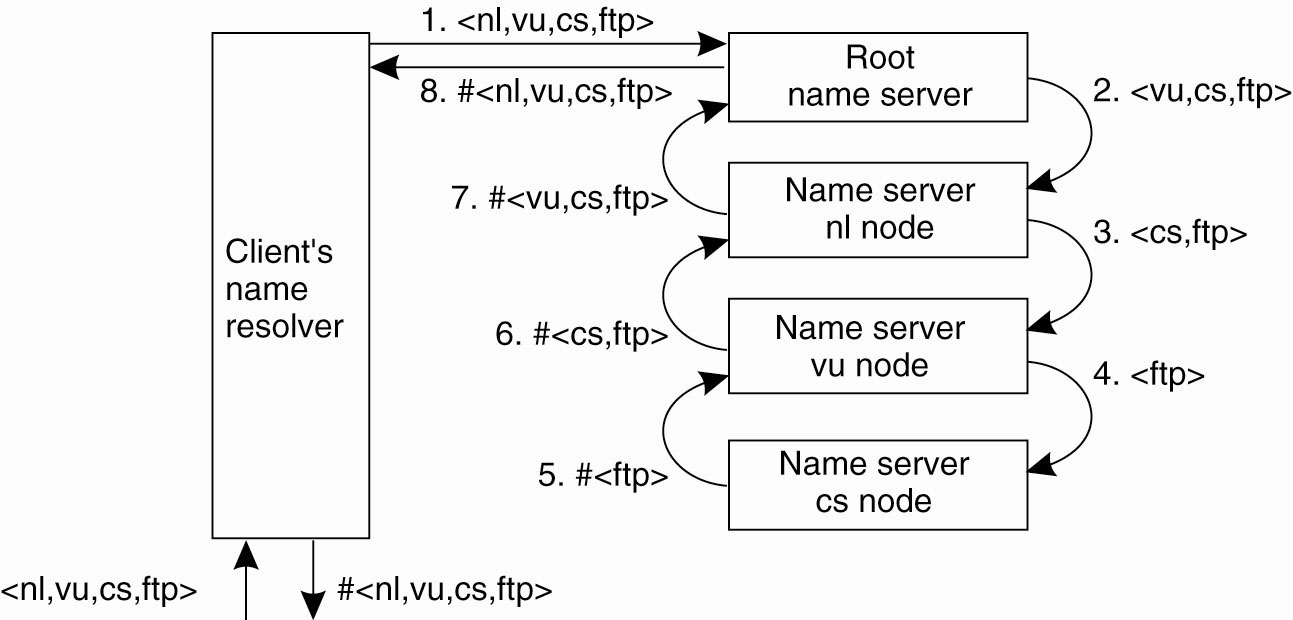 1. <nl,vu,cs,ftp>
8. #<nl,vu,cs,ftp>
Root
name server
2. <vu,cs,ftp>
7. #<vu,cs,ftp>
Name server
nl node
3. <cs,ftp>
Client's
name
resolver
6. #<cs,ftp>
Name server
vu node
4. <ftp>
5. #<ftp>
Name server
cs node
<nl,vu,cs,ftp>
#<nl,vu,cs,ftp>